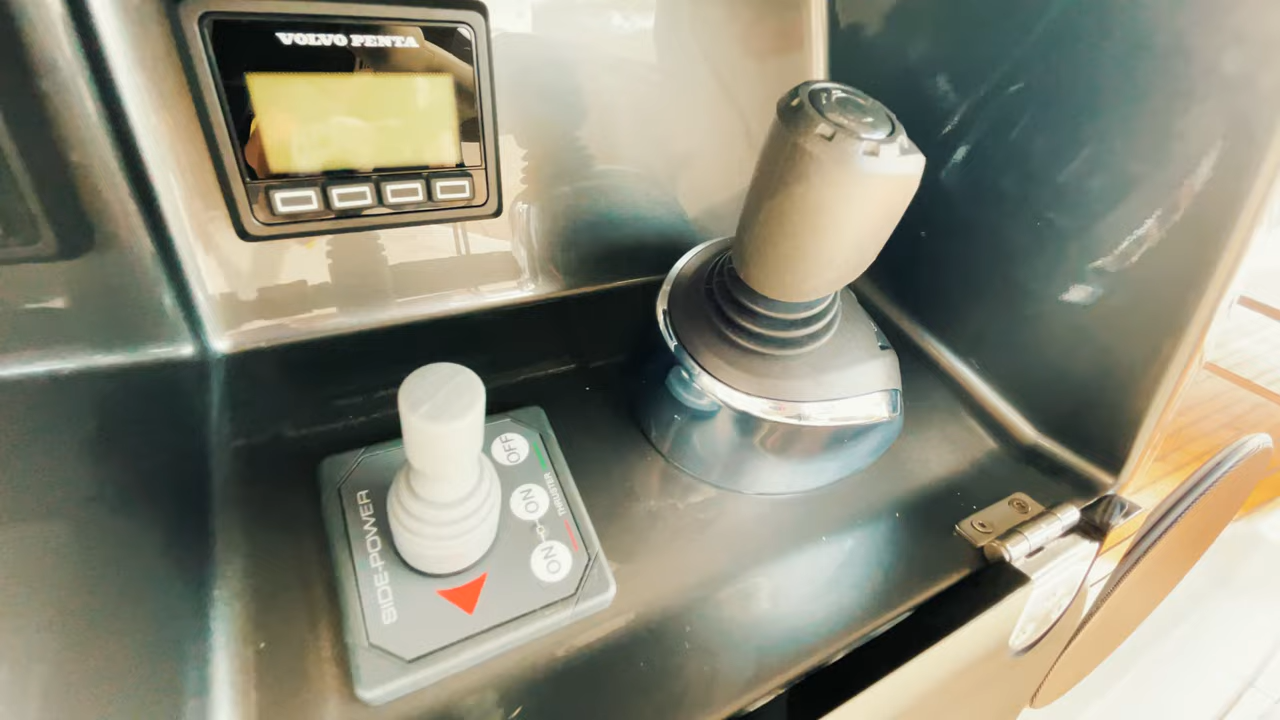 VOLVO PENTA
SIDE-POWER
OFF
ON
ON
THRUSTER